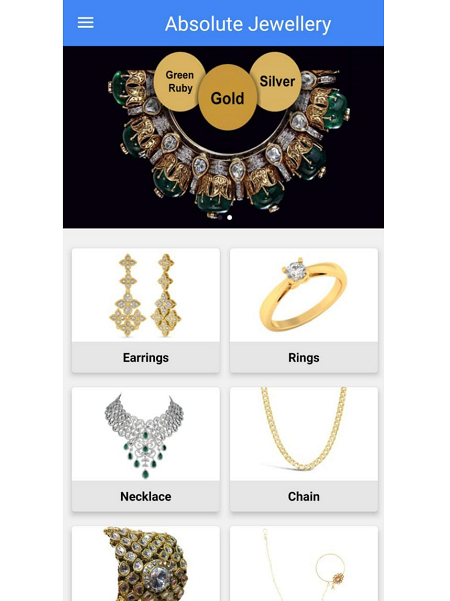 Absolute Jewellery
Green
Ruby
Gold
Silver
Earrings
Rings
Necklace
Chain